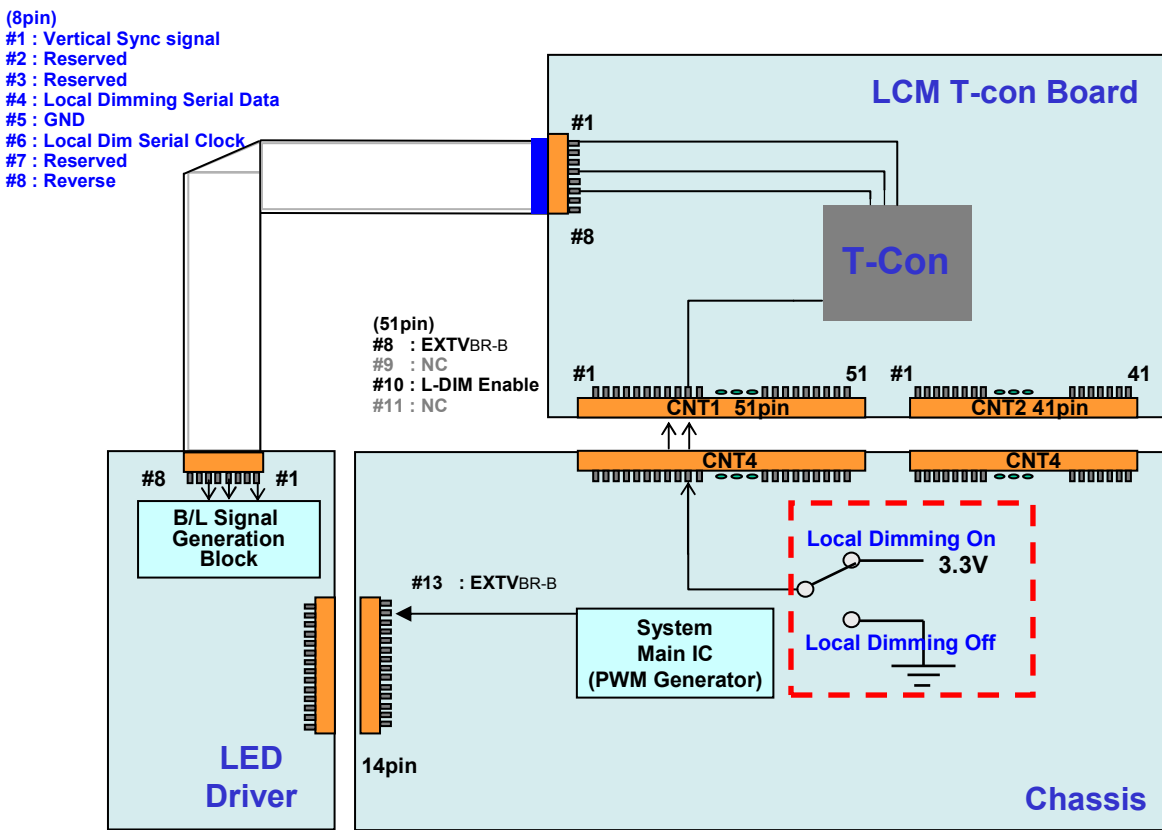 (8pin)
#1 : Vertical Sync signal
#2 : Reserved
#3 : Reserved
#4 : Local Dimming Serial Data
#5 : GND
#6 : Local Dim Serial Clock
#7 : Reserved
#8 : Reverse
LCM T-con Board
#1
#8
T-Con
(51pin)
#8 : EXTVBR-B
#9 : NC
#10 : L-DIM Enable
#11 : NC
#1
51
#1
41
CNT1 51pin
CNT2 41pin
CNT4
CNT4
#8
#1
B/L Signal
Generation
Block
Local Dimming On
3.3V
#13 : EXTVBR-B
System
Main IC
(PWM Generator)
Local Dimming Off
LED
Driver
14pin
Chassis